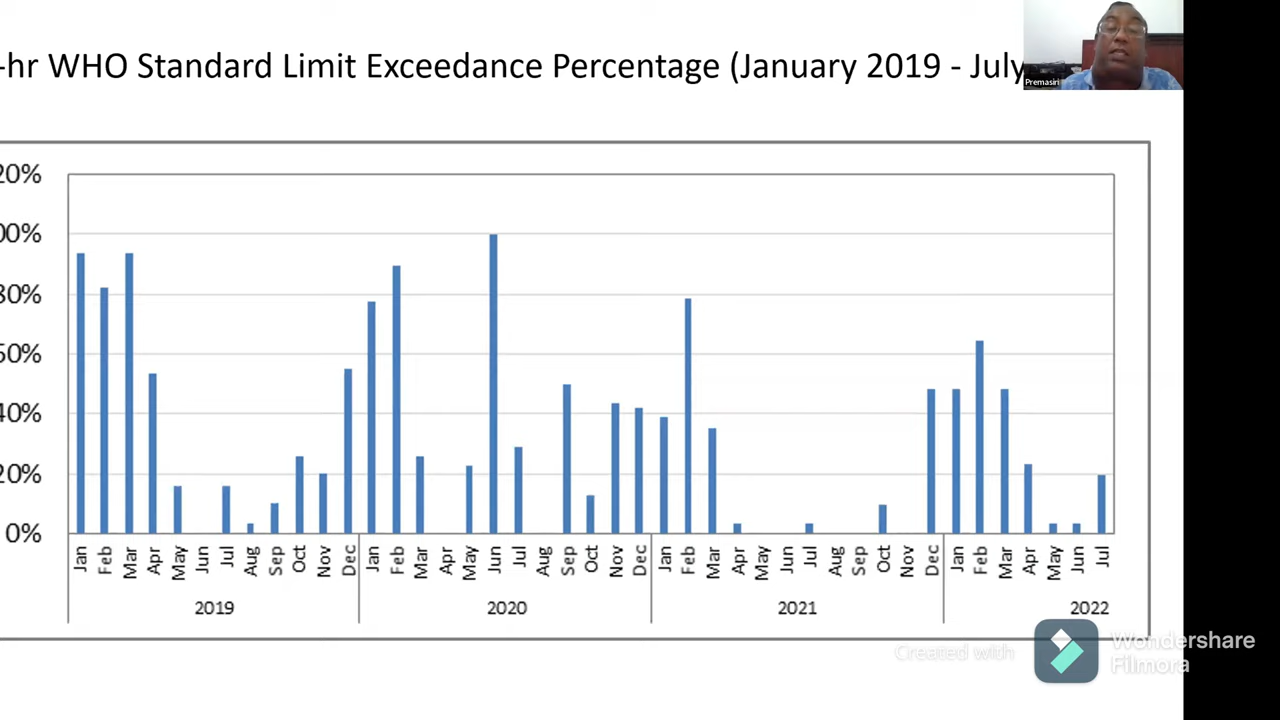 -hr WHO Standard Limit Exceedance Percentage (January 2019 - July
Premasiri
20%
00%
80%
60%
40%
20%
0%
Jan Feb Mar Apr May Jun Jul Aug Sep Oct Nov Dec Jan Feb Mar Apr May Jun Jul Aug Sep Oct Nov Dec Jan Feb Mar Apr May Jun Jul Aug Sep Oct Nov Dec Jan Feb Mar Apr May Jun Jul
2019 2020 2021 2022
Created with Wondershare
Filmora